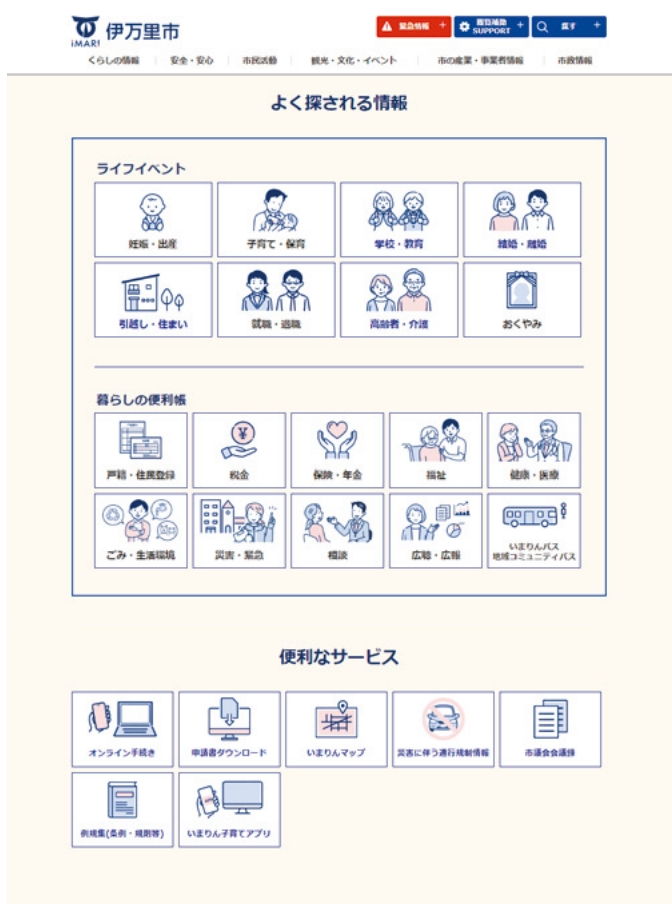 iMARI
伊万里市
緊急情報 +
閲覧補助
SUPPORT +
探す +
くらしの情報
安全・安心
市民活動
観光・文化・イベント
市の産業・事業者情報
市政情報
よく探される情報
ライフイベント
妊娠・出産
子育て・保育
学校・教育
結婚・離婚
引越し・住まい
就職・退職
高齢者・介護
おくやみ
暮らしの便利帳
戸籍・住民登録
税金
保険・年金
福祉
健康・医療
ごみ・生活環境
災害・緊急
相談
広聴・広報
いまりんバス
地域コミュニティバス
便利なサービス
オンライン手続き
申請書ダウンロード
いまりんマップ
災害に伴う通行規制情報
市議会会議録
例規集(条例・規則等)
いまりん子育てアプリ